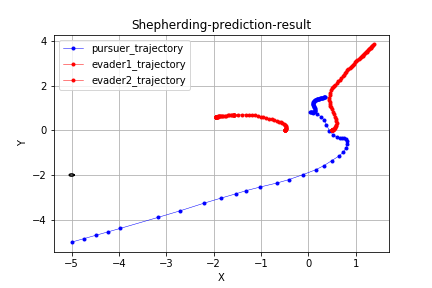 Shepherding-prediction-result
pursuer_trajectory
evader1_trajectory
evader2_trajectory
Y
4
2
0
−2
−4
−5
−4
−3
−2
−1
0
1
X